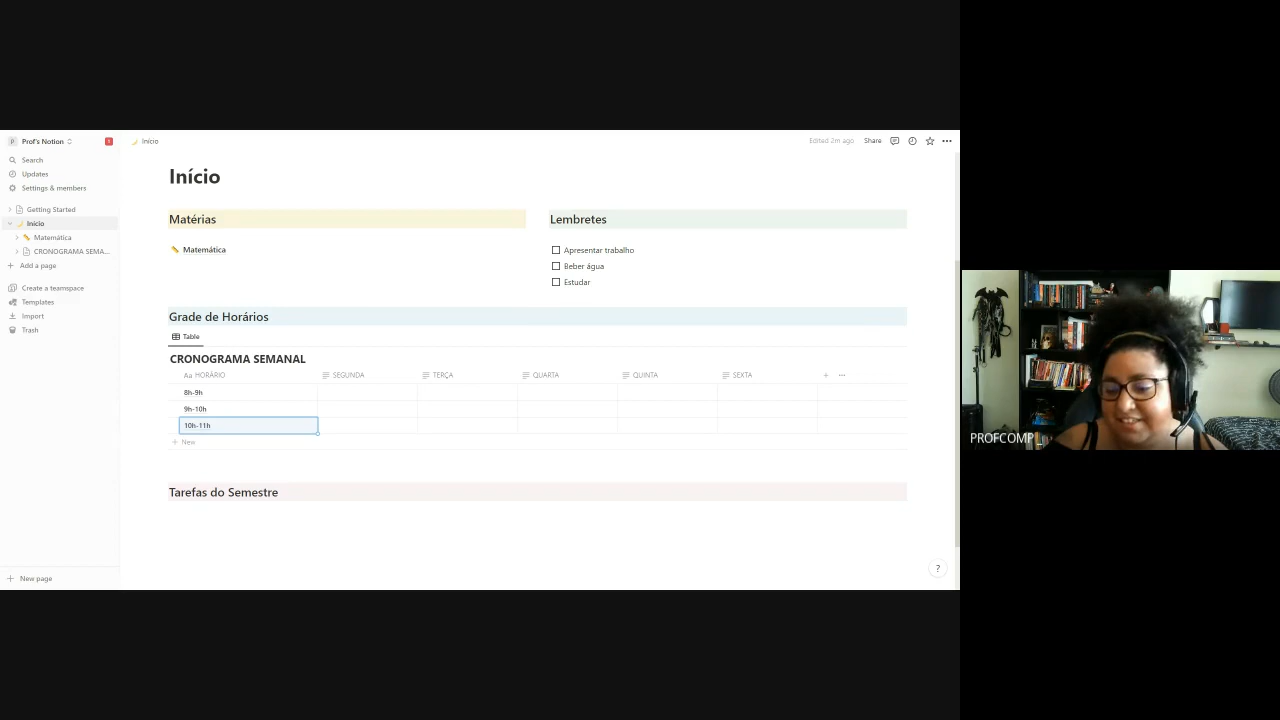 P Prof's Notion
Search
Updates
Settings & members
Getting Started
Início
Matemática
CRONOGRAMA SEMA...
Add a page
Create a teamspace
Templates
Import
Trash
New page
Início
Edited 2m ago Share
Início
Matérias
Matemática
Lembretes
Apresentar trabalho
Beber água
Estudar
Grade de Horários
Table
CRONOGRAMA SEMANAL
Aa HORÁRIO SEGUNDA TERÇA QUARTA QUINTA SEXTA + ...
8h-9h
9h-10h
10h-11h
+ New
Tarefas do Semestre
?
PROFCOMP_